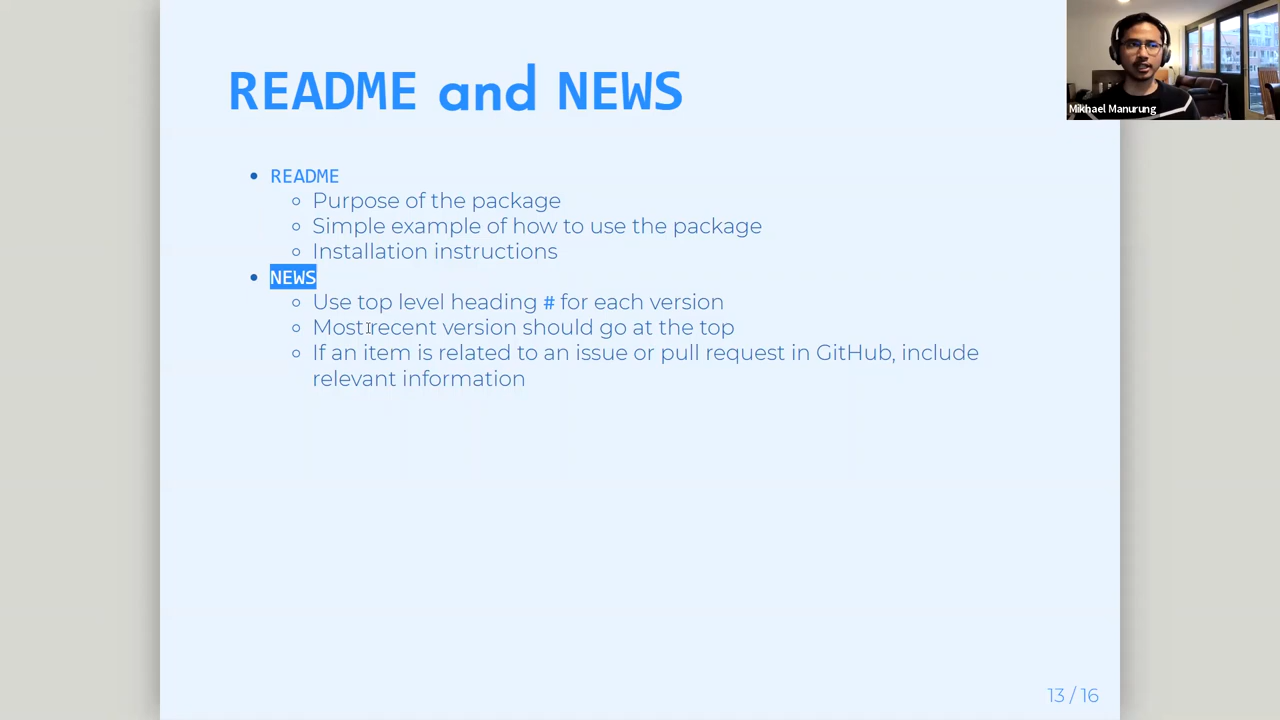 README and NEWS
Mikhael Manurung
README
Purpose of the package
Simple example of how to use the package
Installation instructions
NEWS
Use top level heading # for each version
Most recent version should go at the top
If an item is related to an issue or pull request in GitHub, include
relevant information
13 / 16